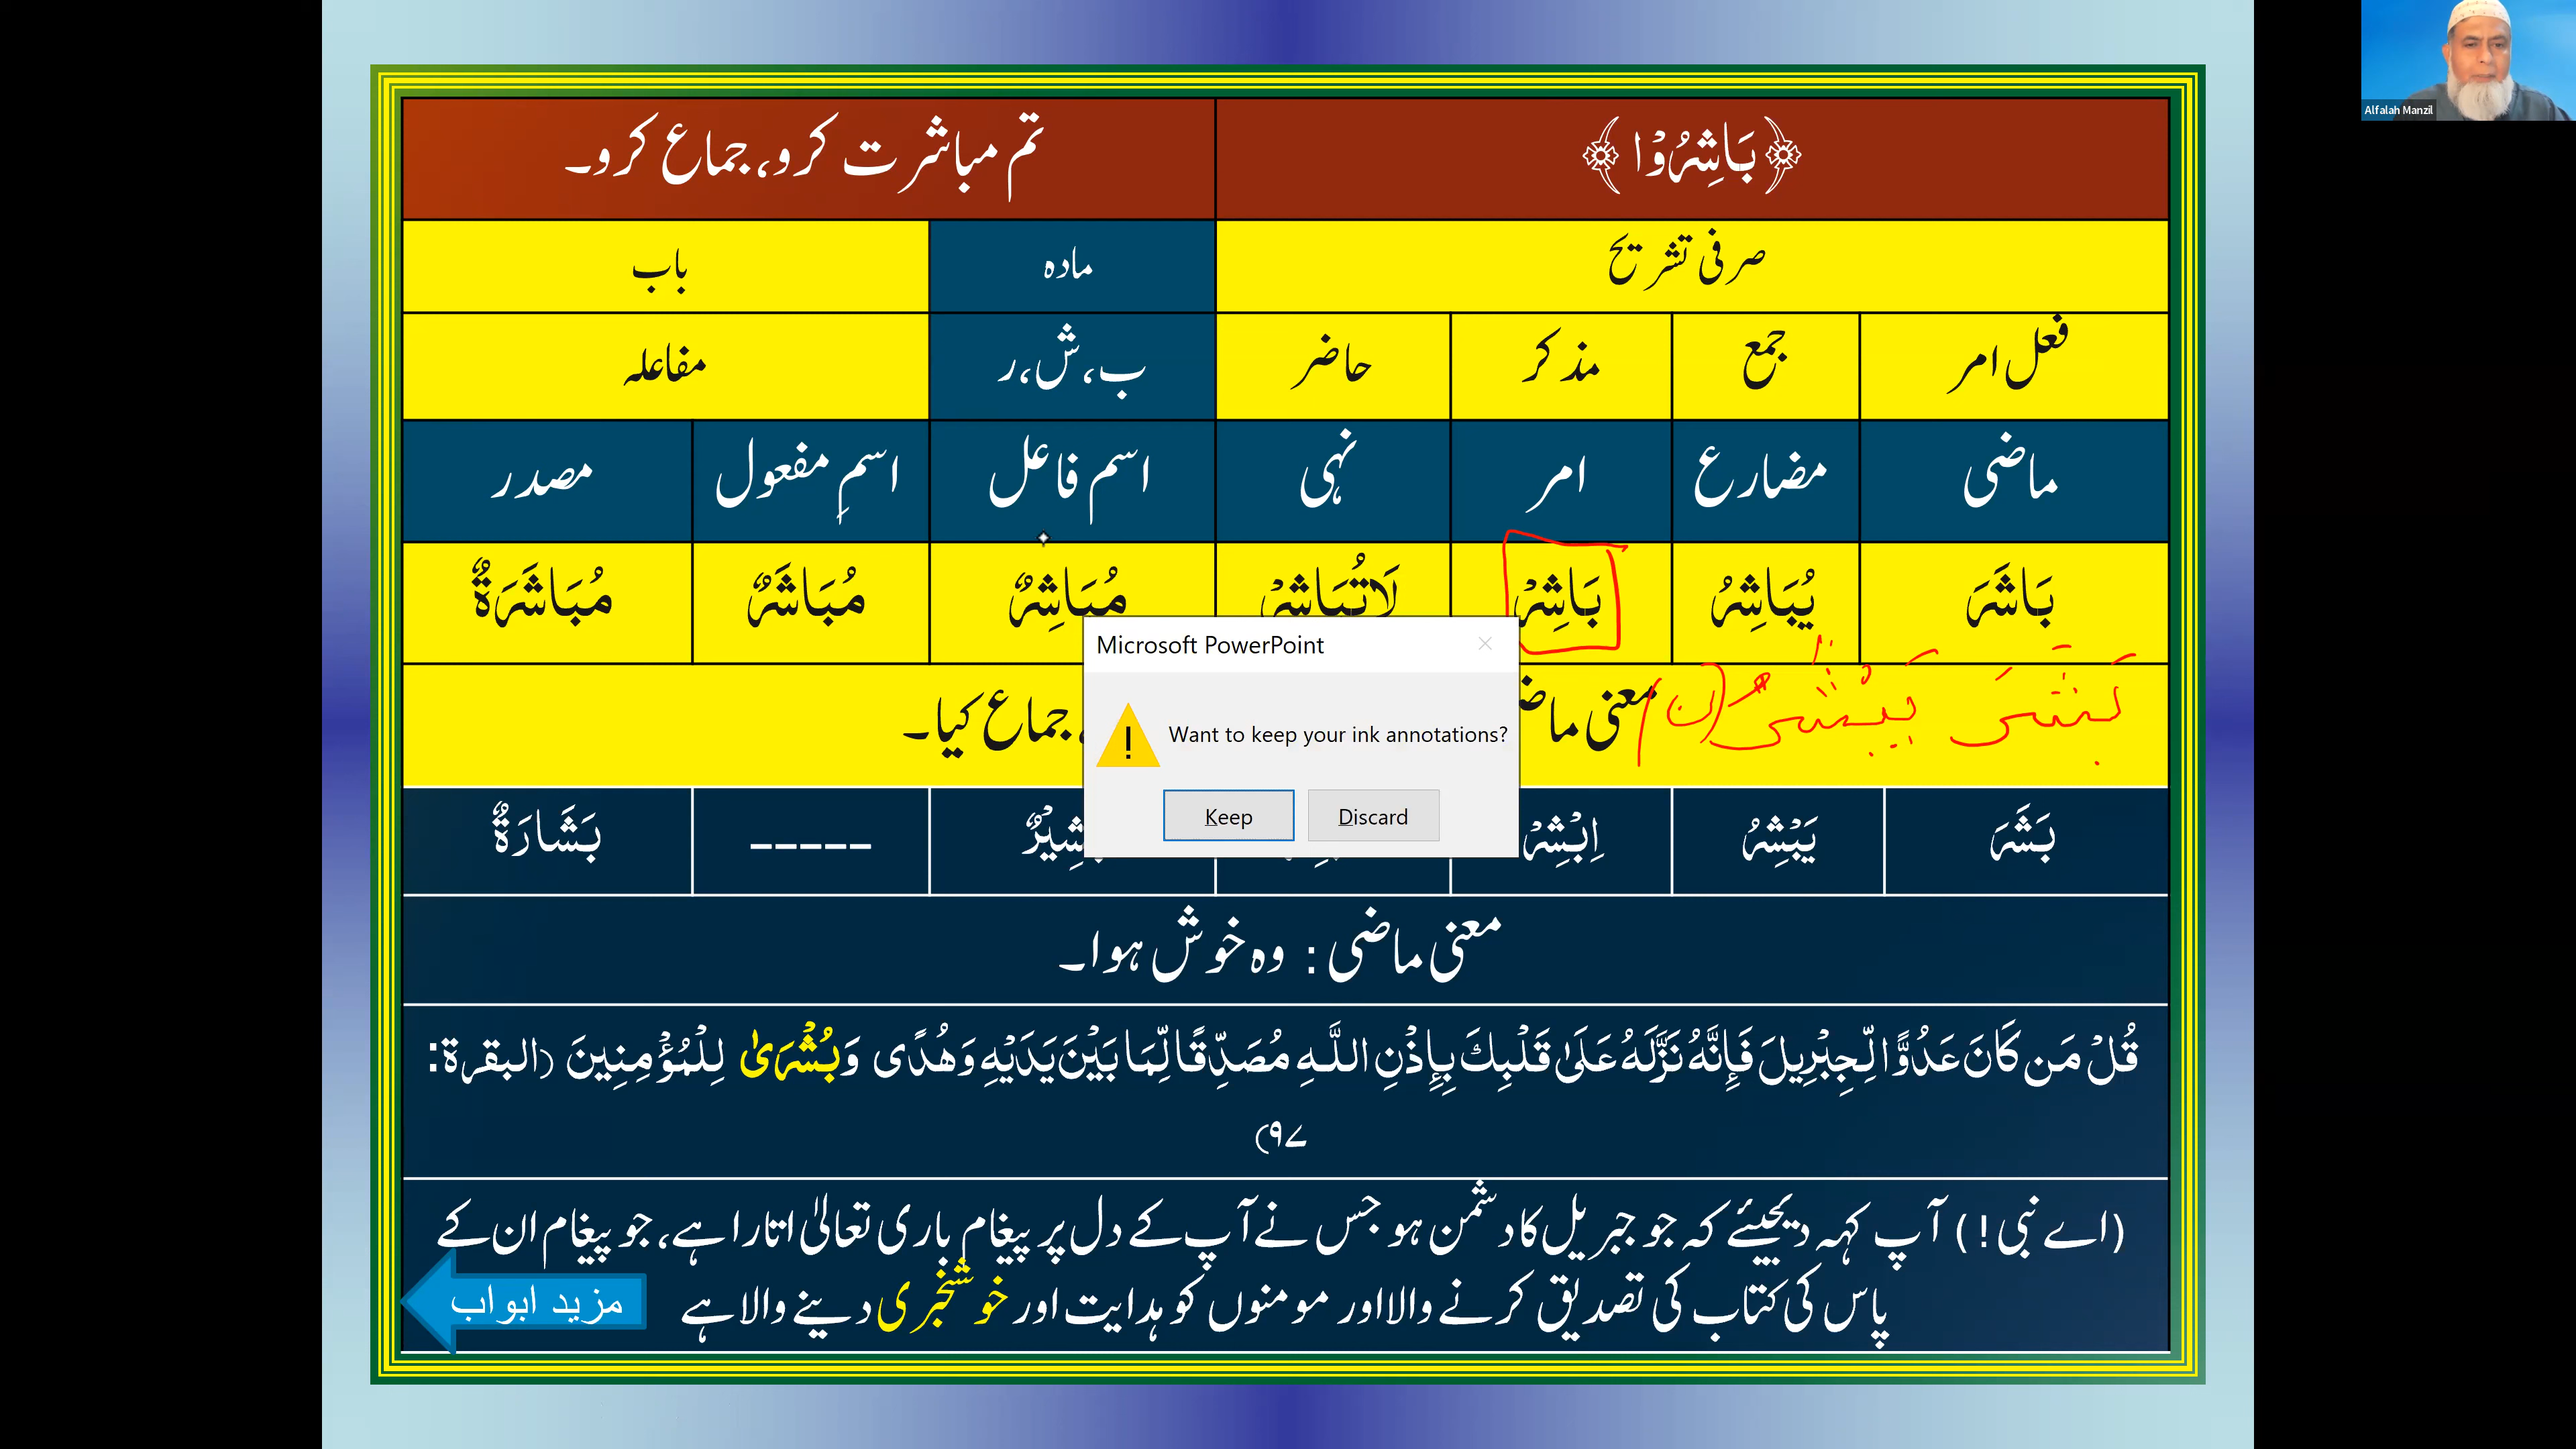 Alfalah Manzil
﴿بَاشِرُوْا﴾ تم مباشرت کرو، جماع کرو۔
صرفی تشریح مادہ باب
فعل امر جمع مذکر حاضر ب، ش، ر مفاعلہ
ماضی مضارع امر نہی اسم فاعل اسمِ مفعول مصدر
بَاشَرَ يُبَاشِرُ بَاشِرْ لَاتُبَاشِرْ مُبَاشِرٌ مُبَاشَرٌ مُبَاشَرَةٌ
معنی ماض جماع کیا۔
بَشَرَ يَبْشُرُ (ن)
Microsoft PowerPoint
Want to keep your ink annotations?
Keep Discard
بَشَرَ يَبْشِرُ اِبْشِرْ ----- بَشَارَةٌ
معنی ماضی : وہ خوش ہوا۔
قُلْ مَن كَانَ عَدُوًّا لِّجِبْرِيلَ فَإِنَّهُ نَزَّلَهُ عَلَىٰ قَلْبِكَ بِإِذْنِ اللَّـهِ مُصَدِّقًا لِّمَا بَيْنَ يَدَيْهِ وَهُدًى وَبُشْرَىٰ لِلْمُؤْمِنِينَ (البقرة:
۹۷)
(اے نبی!) آپ کہہ دیجیئے کہ جو جبریل کا دشمن ہو جس نے آپ کے دل پر پیغام باری تعالیٰ اتارا ہے، جو پیغام ان کے
پاس کی کتاب کی تصدیق کرنے والا اور مومنوں کو ہدایت اور خوشخبری دینے والا ہے
مزید ابواب